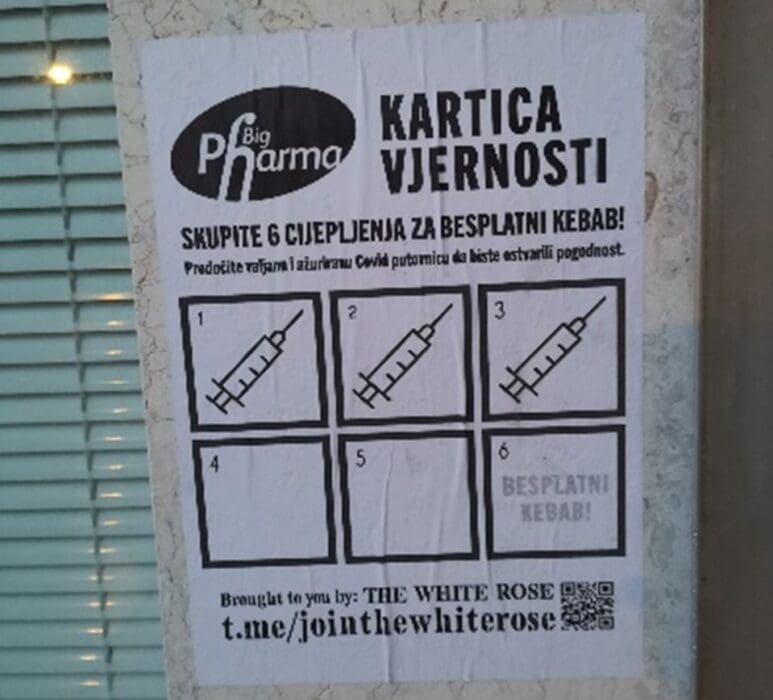 Big
Pharma
KARTICA
VJERNOSTI
SKUPITE 6 CIJEPLJENJA ZA BESPLATNI KEBAB!
Predočite valjanu i ažuriranu Covid putovnicu da biste ostvarili pogodnost.
1
2
3
4
5
6
BESPLATNI
KEBAB!
Brought to you by: THE WHITE ROSE
t.me/jointhewhiterose